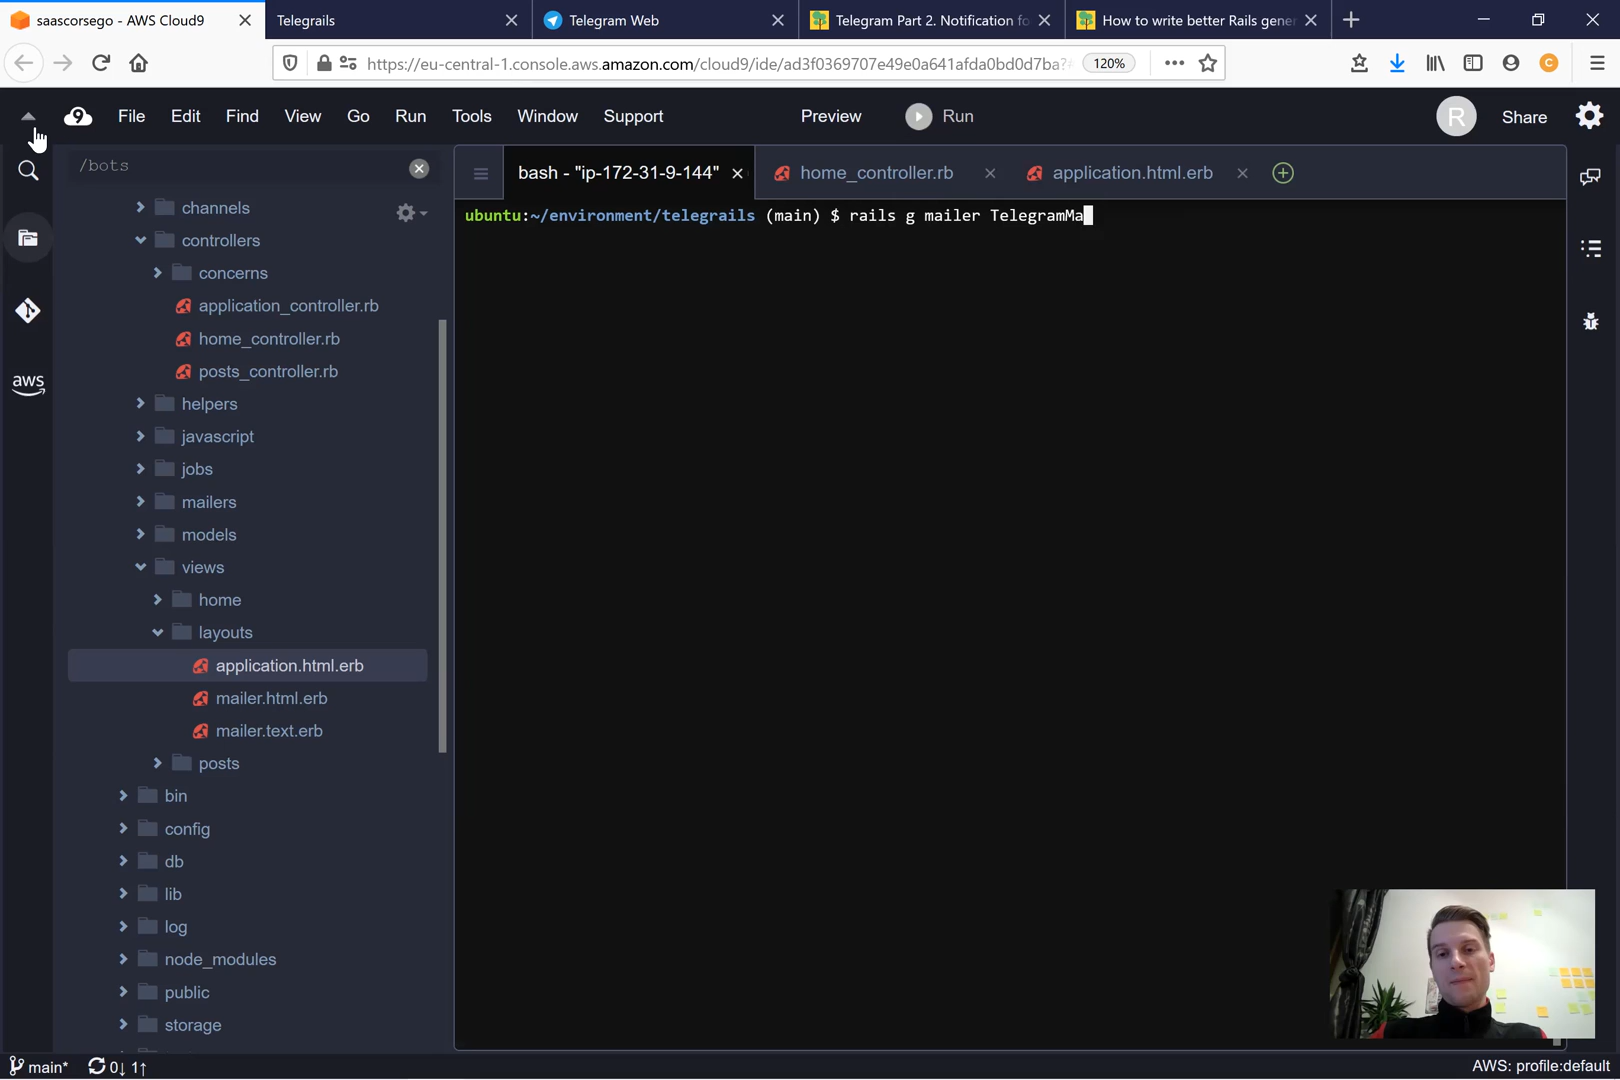 saascorsego - AWS Cloud9
Telegrails
Telegram Web
Telegram Part 2. Notification fo
How to write better Rails gene
https://eu-central-1.console.aws.amazon.com/cloud9/ide/ad3f0369707e49e0a641afda0bd0d7ba?
120%
C
9
File Edit Find View Go Run Tools Window Support Preview Run R Share
/bots
bash - "ip-172-31-9-144"
home_controller.rb
application.html.erb
ubuntu:~/environment/telegrails (main) $ rails g mailer TelegramMa
channels
controllers
concerns
application_controller.rb
home_controller.rb
posts_controller.rb
aws
helpers
javascript
jobs
mailers
models
views
home
layouts
application.html.erb
mailer.html.erb
mailer.text.erb
posts
bin
config
db
lib
log
node_modules
public
storage
main* 0↓ 1↑
AWS: profile:default